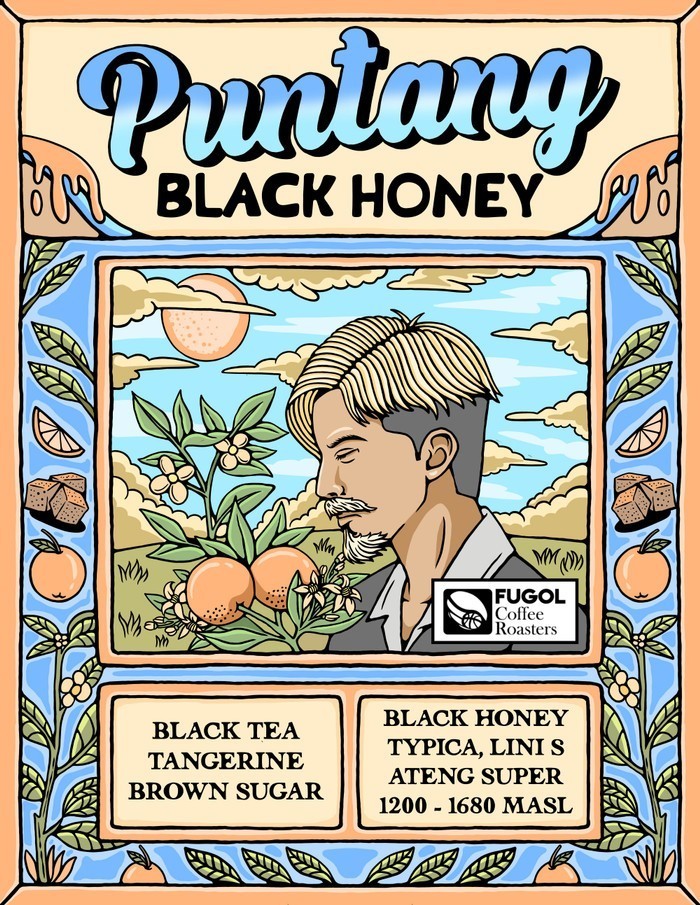 Puntang
BLACK HONEY
FUGOL
Coffee
Roasters
BLACK TEA
TANGERINE
BROWN SUGAR
BLACK HONEY
TYPICA, LINI S
ATENG SUPER
1200 - 1680 MASL